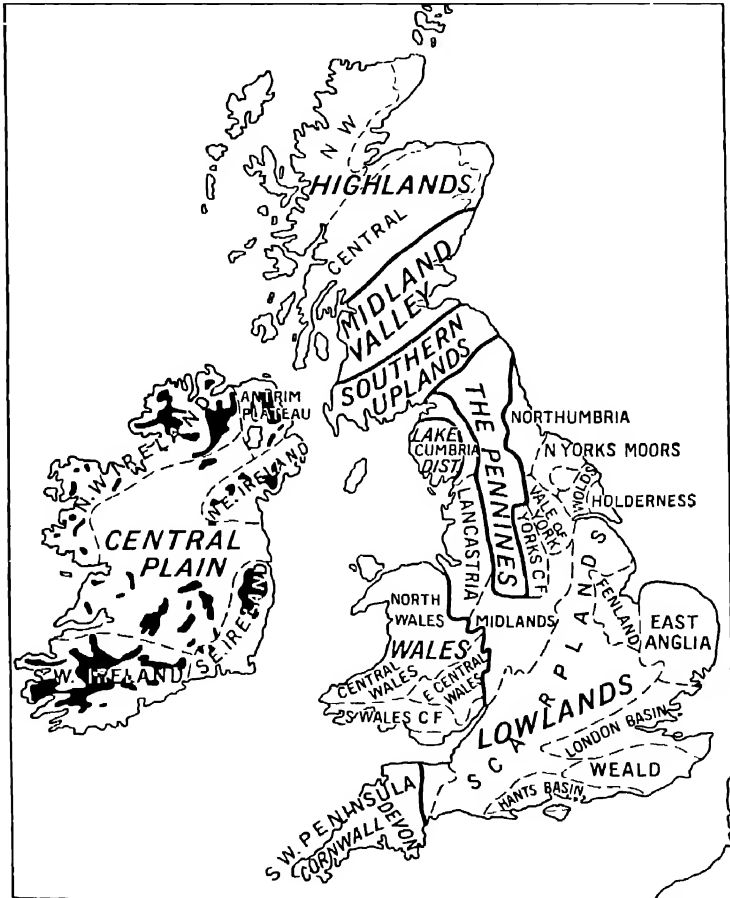 N W
HIGHLANDS
CENTRAL
MIDLAND
VALLEY
SOUTHERN
UPLANDS
ANTRIM
PLATEAU
N.W. IRELAND
N E. IRELAND
CENTRAL
PLAIN
S E. IRELAND
S.W. IRELAND
THE PENNINES
NORTHUMBRIA
LAKE
CUMBRIA
DIST
N YORKS MOORS
WOLDS
HOLDERNESS
VALE OF
YORK
YORKS C.F
LANCASTRIA
NORTH
WALES
MIDLANDS
WALES
CENTRAL
WALES
E CENTRAL
WALES
S WALES C F
FENLAND
EAST
ANGLIA
SCARPLANDS
LOWLANDS
LONDON BASIN
WEALD
HANTS BASIN
S W. PENINSULA
DEVON
CORNWALL